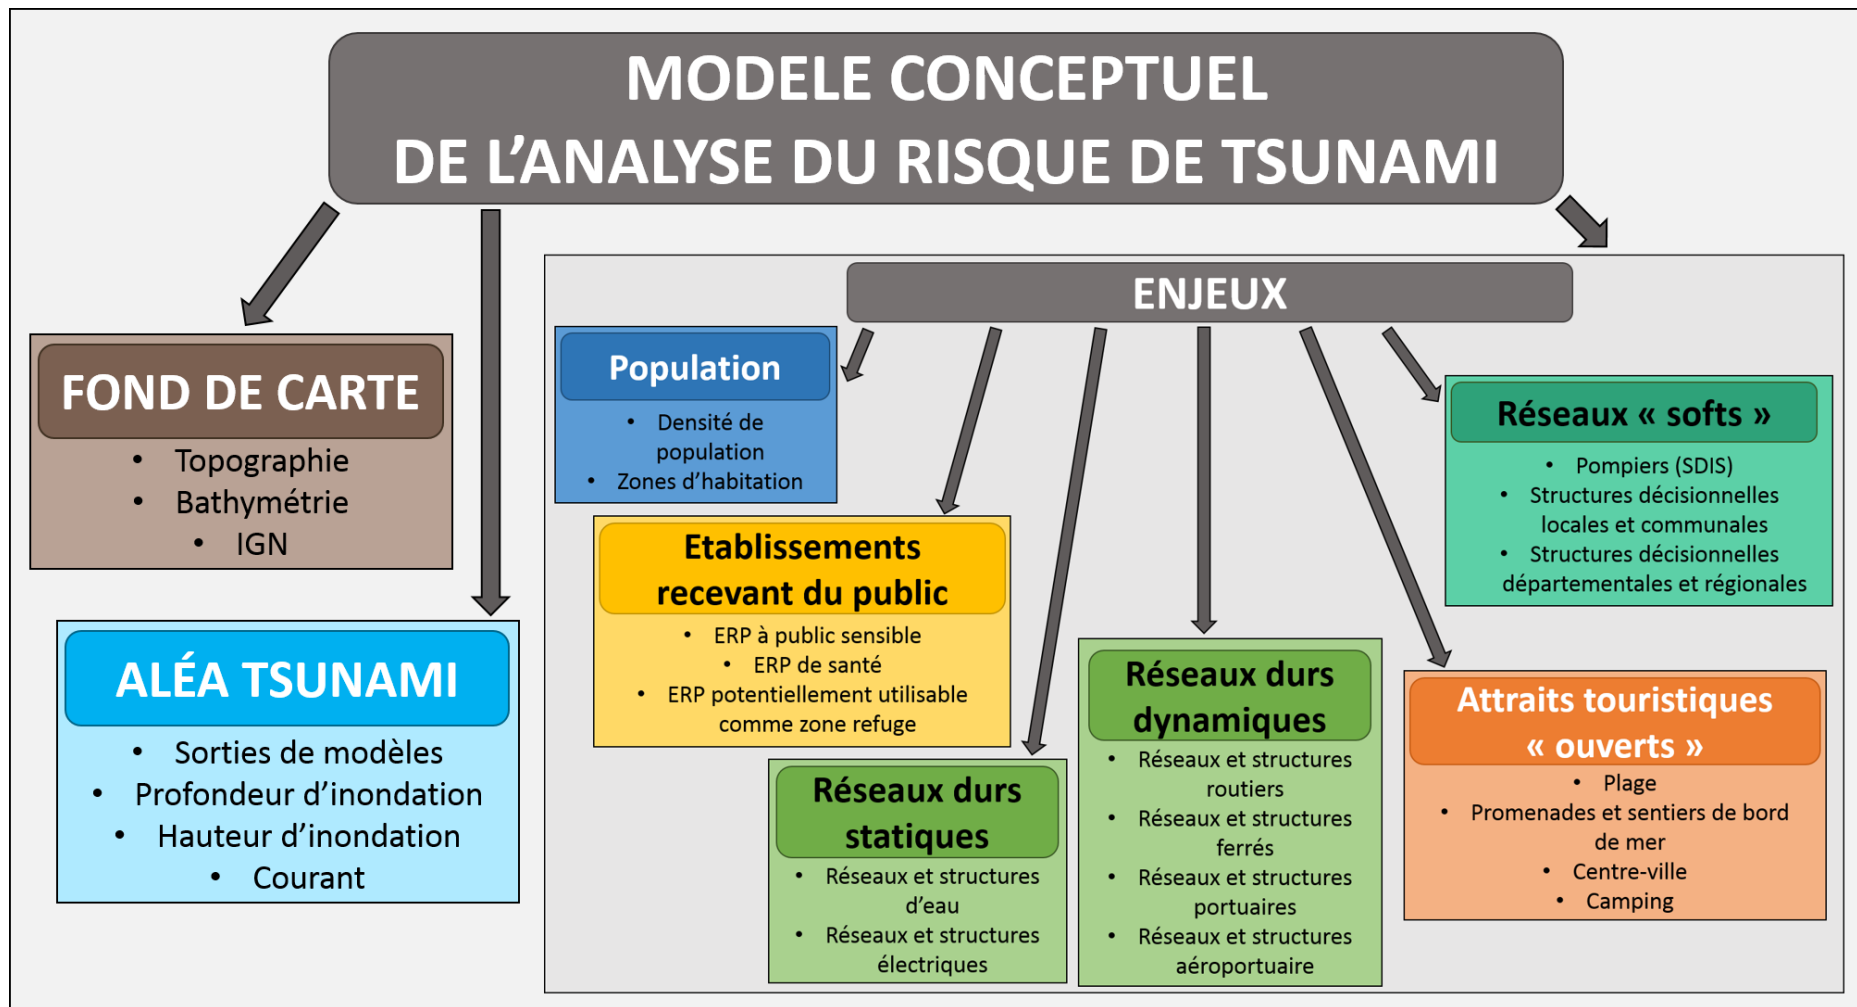 MODELE CONCEPTUEL
DE L’ANALYSE DU RISQUE DE TSUNAMI
FOND DE CARTE
• Topographie
• Bathymétrie
• IGN
ALÉA TSUNAMI
• Sorties de modèles
• Profondeur d’inondation
• Hauteur d’inondation
• Courant
ENJEUX
Population
• Densité de
population
• Zones d’habitation
Etablissements
recevant du public
• ERP à public sensible
• ERP de santé
• ERP potentiellement utilisable
comme zone refuge
Réseaux durs
statiques
• Réseaux et structures
d’eau
• Réseaux et structures
électriques
Réseaux durs
dynamiques
• Réseaux et structures
routiers
• Réseaux et structures
ferrés
• Réseaux et structures
portuaires
• Réseaux et structures
aéroportuaire
Attraits touristiques
« ouverts »
• Plage
• Promenades et sentiers de bord
de mer
• Centre-ville
• Camping
Réseaux « softs »
• Pompiers (SDIS)
• Structures décisionnelles
locales et communales
• Structures décisionnelles
départementales et régionales